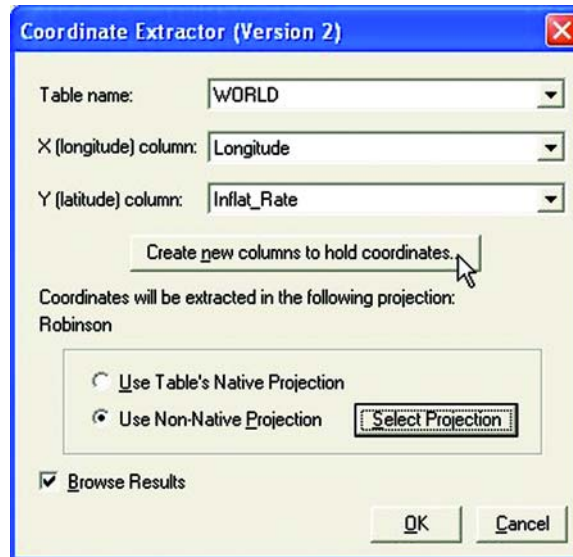 Coordinate Extractor (Version 2)
Table name: WORLD
X (longitude) column: Longitude
Y (latitude) column: Inflat_Rate
Create new columns to hold coordinates...
Coordinates will be extracted in the following projection:
Robinson
Use Table's Native Projection
Use Non-Native Projection Select Projection
Browse Results
OK Cancel